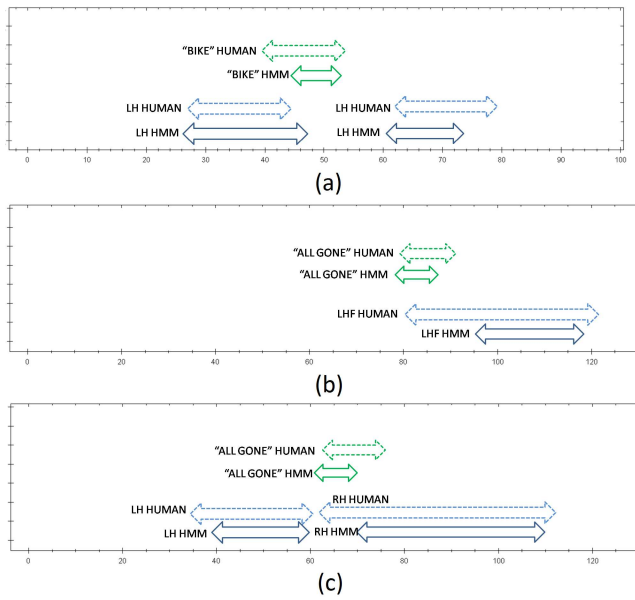 “BIKE” HUMAN
“BIKE” HMM
LH HUMAN LH HUMAN
LH HMM LH HMM
0 10 20 30 40 50 60 70 80 90 100
(a)
“ALL GONE” HUMAN
“ALL GONE” HMM
LHF HUMAN
LHF HMM
0 20 40 60 80 100 120
(b)
“ALL GONE” HUMAN
“ALL GONE” HMM
LH HUMAN RH HUMAN
LH HMM RH HMM
0 20 40 60 80 100 120
(c)